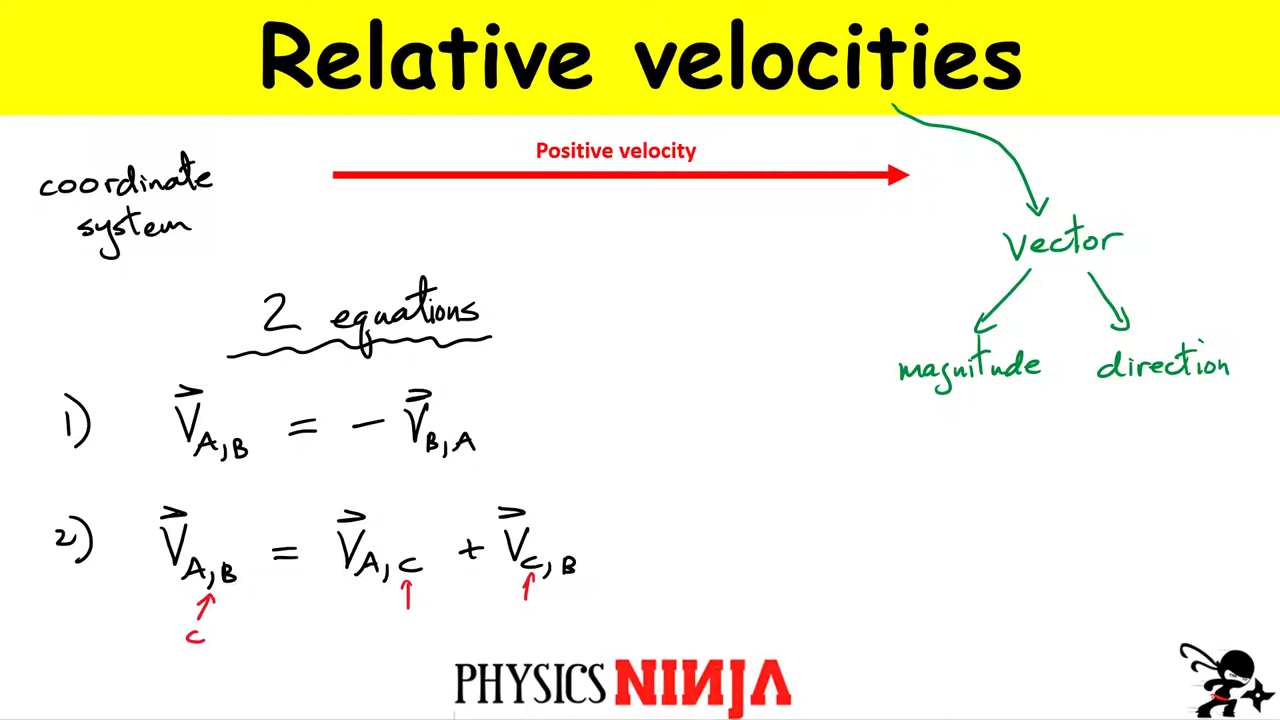 Relative velocities
Positive velocity
coordinate
system
vector
magnitude direction
2 equations
1) V⃗A,B = - V⃗B,A
2) V⃗A,B = V⃗A,C + V⃗C,B
c
PHYSICS NINJA